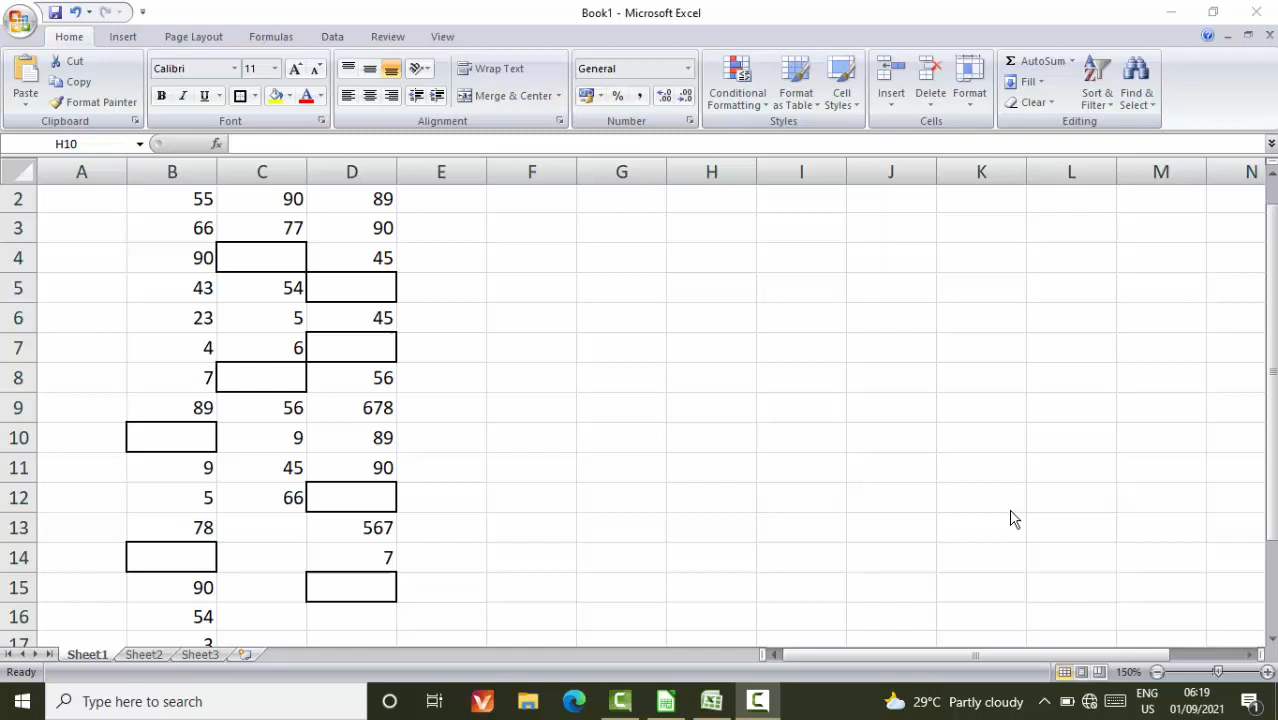 Book1 - Microsoft Excel
Home Insert Page Layout Formulas Data Review View
Paste
Cut
Copy
Format Painter
Clipboard
Calibri 11
B I U
Font
Wrap Text
Merge & Center
Alignment
General
% ,
Number
Conditional Formatting
Format as Table
Cell Styles
Styles
Insert Delete Format
Cells
Σ AutoSum
Fill
Clear
Sort & Filter
Find & Select
Editing
H10 fx
A B C D E F G H I J K L M N
2 55 90 89
3 66 77 90
4 90 45
5 43 54
6 23 5 45
7 4 6
8 7 56
9 89 56 678
10 9 89
11 9 45 90
12 5 66
13 78 567
14 7
15 90
16 54
17 3
Sheet1 Sheet2 Sheet3
Ready 150%
Type here to search
29°C Partly cloudy
ENG
US
06:19
01/09/2021
1